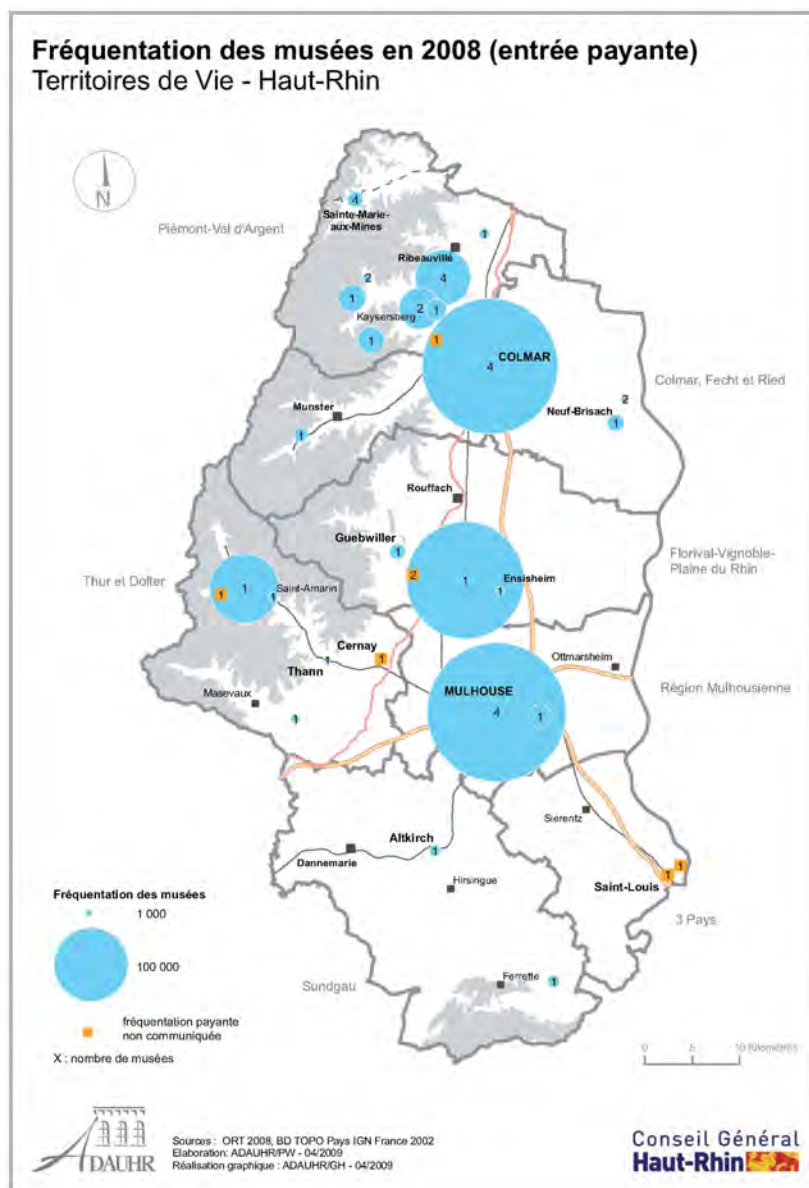 Fréquentation des musées en 2008 (entrée payante)
Territoires de Vie - Haut-Rhin
N
4
Sainte-Marie-
aux-Mines
Piémont-Val d'Argent
1
Ribeauvillé
2
4
1
2
1
Kaysersberg
1
1
COLMAR
4
Colmar, Fecht et Ried
2
Neuf-Brisach
1
Munster
1
Rouffach
Guebwiller
1
Florival-Vignoble-
Plaine du Rhin
2
1
Ensisheim
1
Thur et Doller
1
1
1
Saint-Amarin
Cernay
1
1
Thann
Ottmarsheim
Région Mulhousienne
MULHOUSE
4
1
Masevaux
1
Sierentz
Altkirch
1
Dannemarie
Hirsingue
1
1
Saint-Louis
3 Pays
Fréquentation des musées
1 000
100 000
Sundgau
Ferrette
1
fréquentation payante
non communiquée
X : nombre de musées
0 5 10 Kilomètres
ADAUHR
Sources : ORT 2008, BD TOPO Pays IGN France 2002
Elaboration: ADAUHR/PW - 04/2009
Réalisation graphique : ADAUHR/GH - 04/2009
Conseil Général
Haut-Rhin